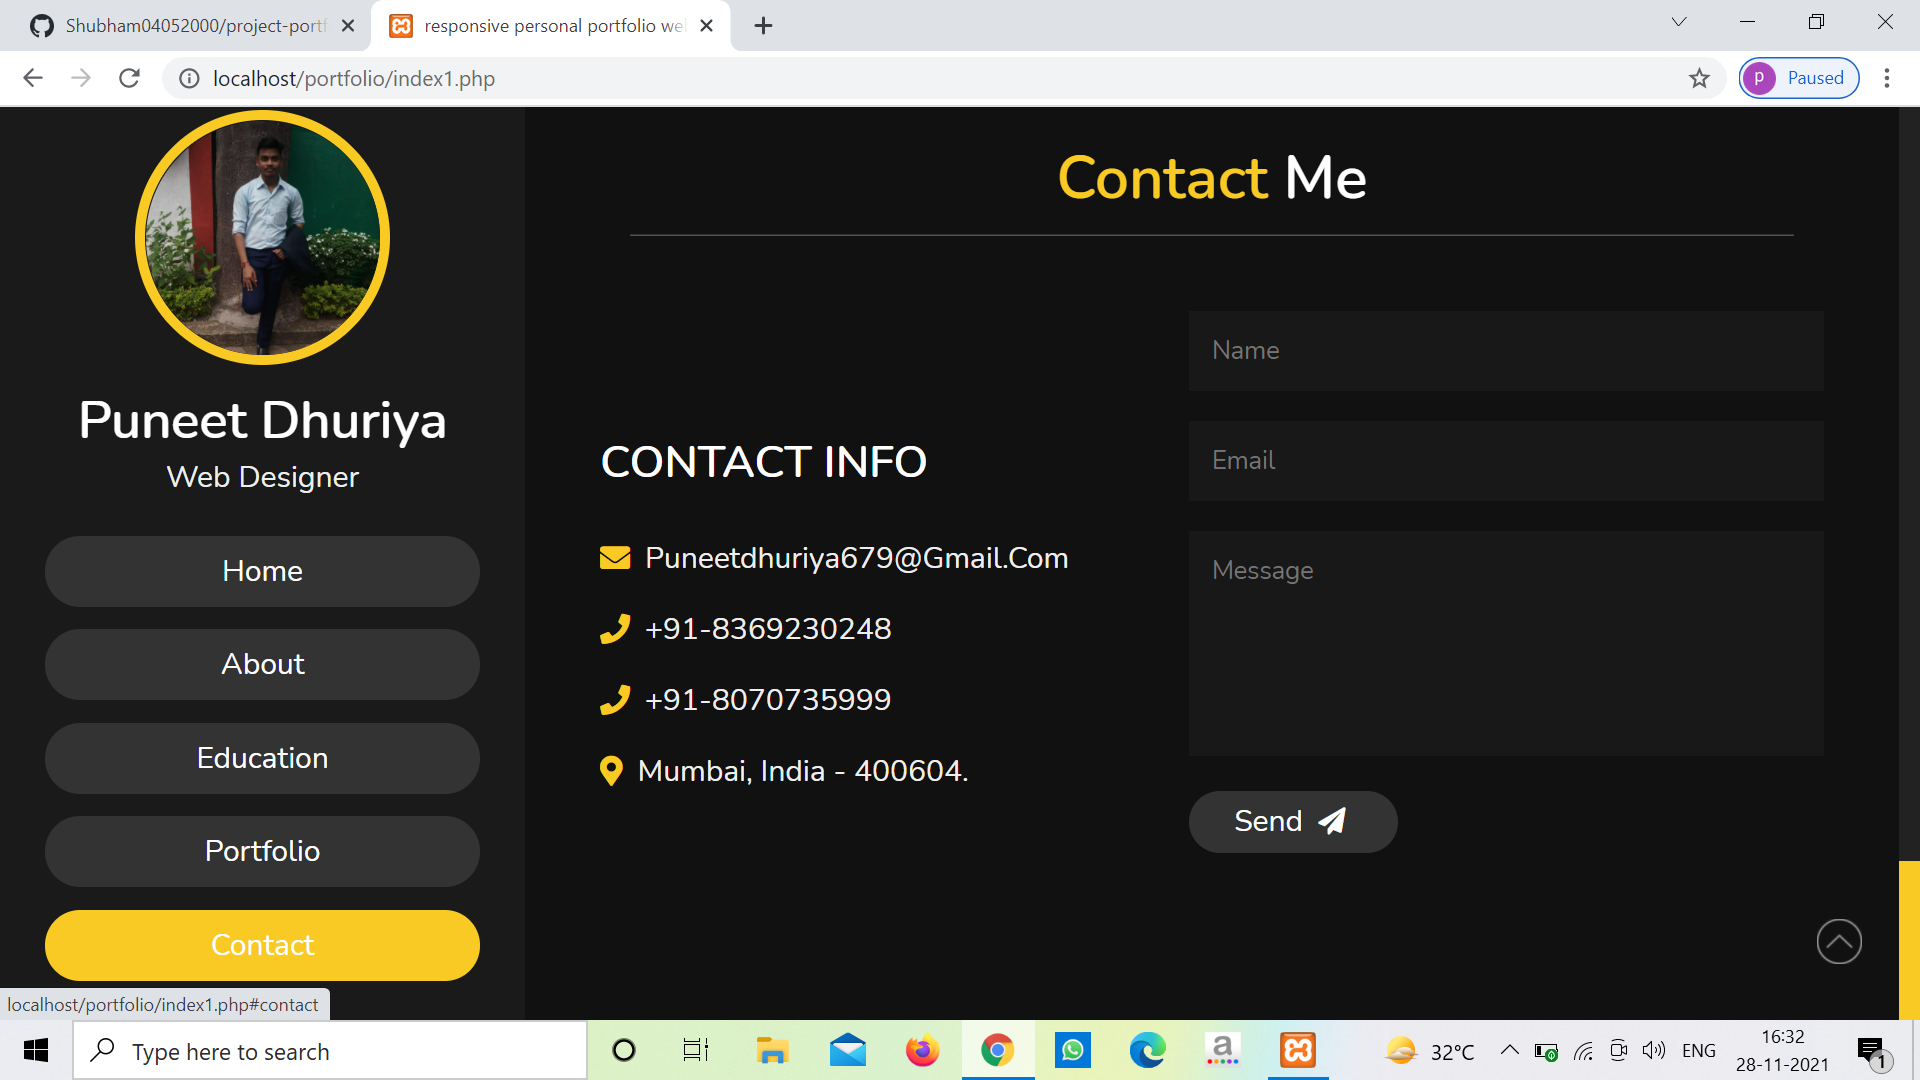 Shubham04052000/project-portf
responsive personal portfolio we
localhost/portfolio/index1.php
p
Paused
Puneet Dhuriya
Web Designer
Home
About
Education
Portfolio
Contact
localhost/portfolio/index1.php#contact
Contact Me
CONTACT INFO
Puneetdhuriya679@Gmail.Com
+91-8369230248
+91-8070735999
Mumbai, India - 400604.
Name
Email
Message
Send
Type here to search
a
32°C
ENG
16:32
28-11-2021
1